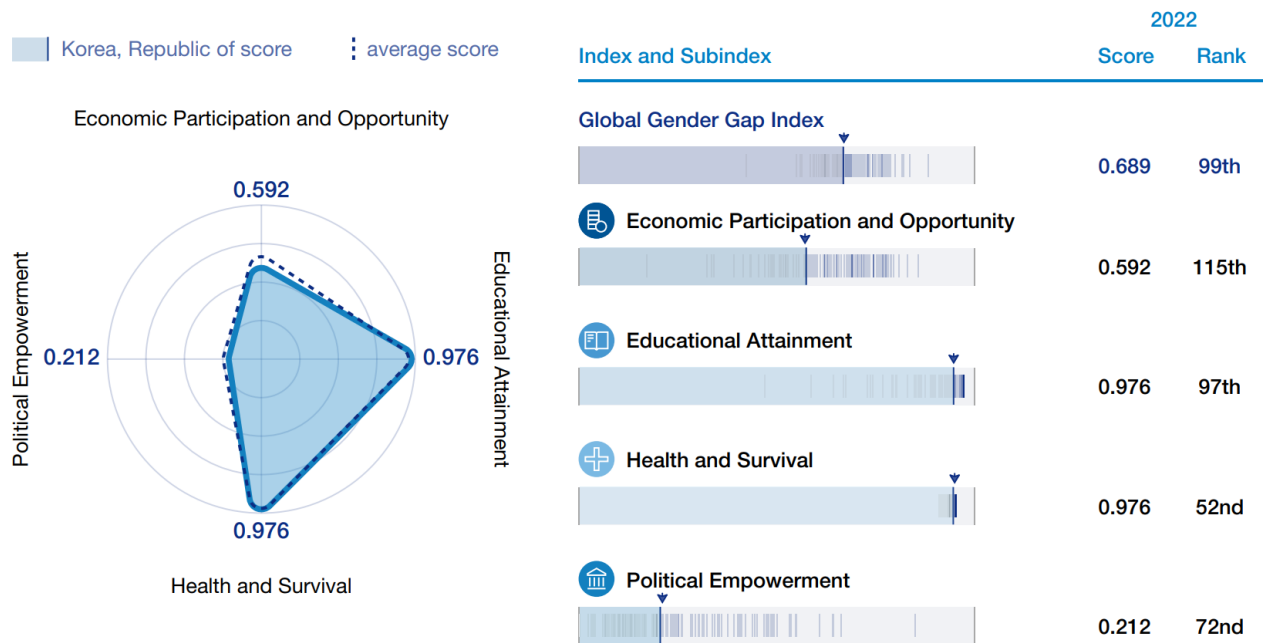 Korea, Republic of score
average score
Economic Participation and Opportunity
0.592
Political Empowerment
0.212
0.976
Educational Attainment
0.976
Health and Survival
2022
Index and Subindex Score Rank
Global Gender Gap Index
0.689 99th
Economic Participation and Opportunity
0.592 115th
Educational Attainment
0.976 97th
Health and Survival
0.976 52nd
Political Empowerment
0.212 72nd